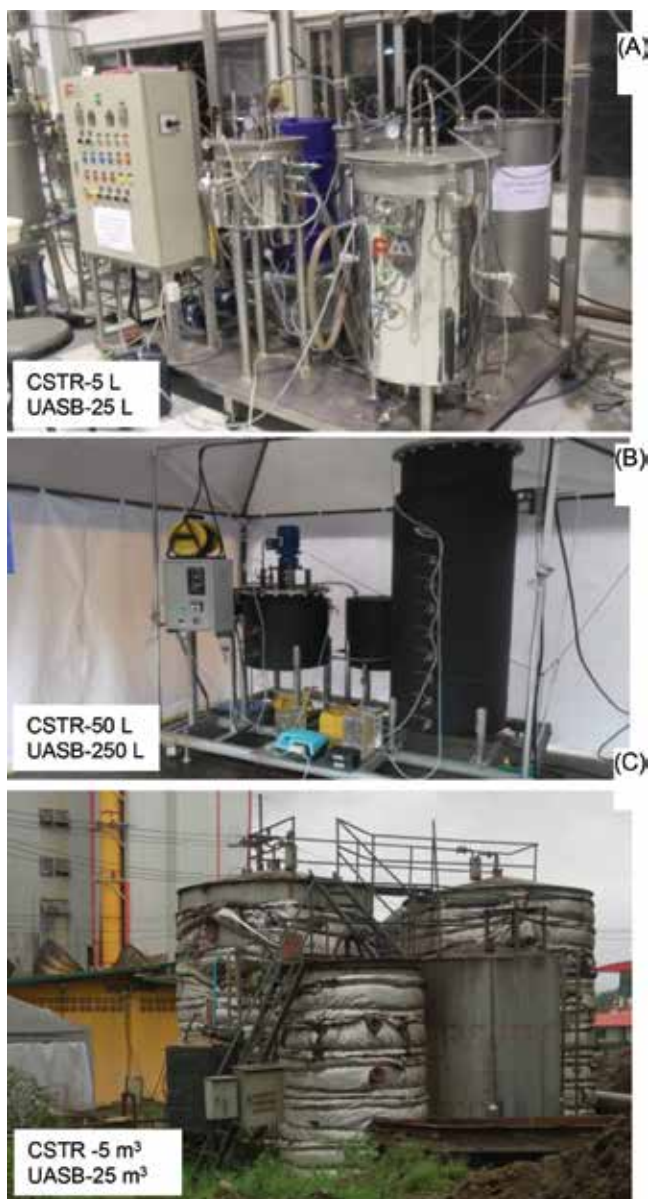 (A)
CSTR-5 L
UASB-25 L
(B)
CSTR-50 L
UASB-250 L
(C)
CSTR -5 m³
UASB-25 m³